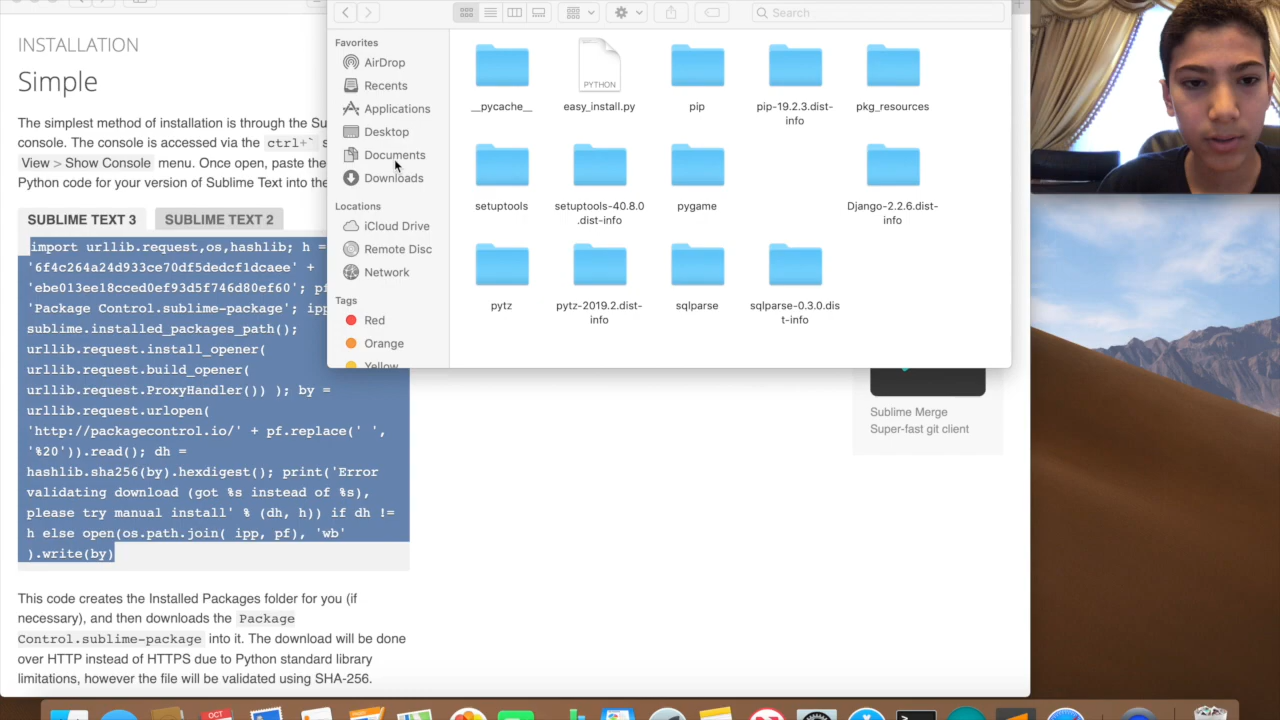 INSTALLATION
Simple
The simplest method of installation is through the Su
console. The console is accessed via the ctrl+` s
View > Show Console menu. Once open, paste the
Python code for your version of Sublime Text into the
SUBLIME TEXT 3
SUBLIME TEXT 2
import urllib.request,os,hashlib; h =
'6f4c264a24d933ce70df5dedcf1dcaee' +
'ebe013ee18cced0ef93d5f746d80ef60'; pf
'Package Control.sublime-package'; ipp
sublime.installed_packages_path();
urllib.request.install_opener(
urllib.request.build_opener(
urllib.request.ProxyHandler()) ); by =
urllib.request.urlopen(
'http://packagecontrol.io/' + pf.replace(' ',
'%20')).read(); dh =
hashlib.sha256(by).hexdigest(); print('Error
validating download (got %s instead of %s),
please try manual install' % (dh, h)) if dh !=
h else open(os.path.join( ipp, pf), 'wb'
).write(by)
This code creates the Installed Packages folder for you (if
necessary), and then downloads the Package
Control.sublime-package into it. The download will be done
over HTTP instead of HTTPS due to Python standard library
limitations, however the file will be validated using SHA-256.
Search
Favorites
AirDrop
Recents
Applications
Desktop
Documents
Downloads
Locations
iCloud Drive
Remote Disc
Network
Tags
Red
Orange
Yellow
PYTHON
__pycache__
easy_install.py
pip
pip-19.2.3.dist-
info
pkg_resources
setuptools
setuptools-40.8.0
.dist-info
pygame
Django-2.2.6.dist-
info
pytz
pytz-2019.2.dist-
info
sqlparse
sqlparse-0.3.0.dis
t-info
Sublime Merge
Super-fast git client
OCT